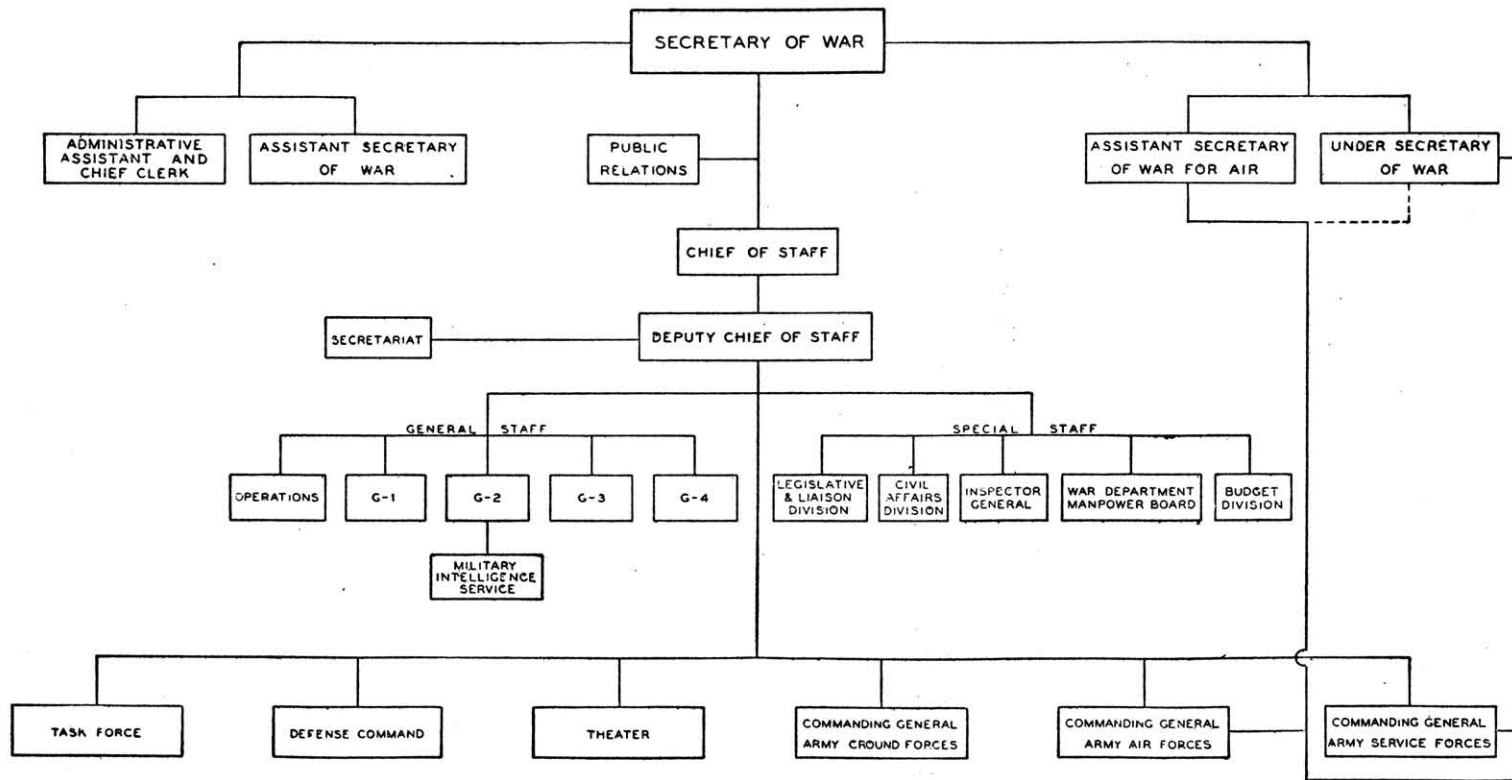 SECRETARY OF WAR
ADMINISTRATIVE
ASSISTANT AND
CHIEF CLERK
ASSISTANT SECRETARY
OF WAR
PUBLIC
RELATIONS
ASSISTANT SECRETARY
OF WAR FOR AIR
UNDER SECRETARY
OF WAR
CHIEF OF STAFF
SECRETARIAT
DEPUTY CHIEF OF STAFF
GENERAL STAFF
SPECIAL STAFF
OPERATIONS
G-1
G-2
G-3
G-4
LEGISLATIVE
& LIAISON
DIVISION
CIVIL
AFFAIRS
DIVISION
INSPECTOR
GENERAL
WAR DEPARTMENT
MANPOWER BOARD
BUDGET
DIVISION
MILITARY
INTELLIGENCE
SERVICE
TASK FORCE
DEFENSE COMMAND
THEATER
COMMANDING GENERAL
ARMY GROUND FORCES
COMMANDING GENERAL
ARMY AIR FORCES
COMMANDING GENERAL
ARMY SERVICE FORCES